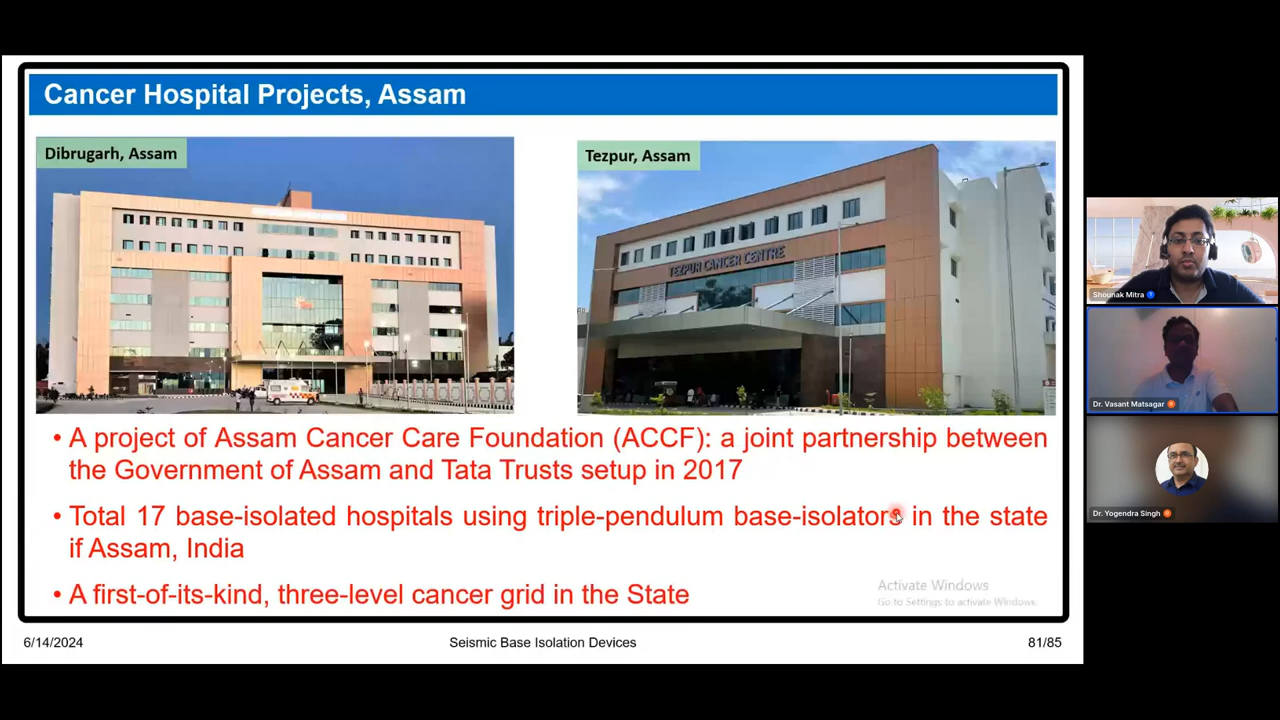 Cancer Hospital Projects, Assam
Dibrugarh, Assam
Tezpur, Assam
TEZPUR CANCER CENTRE
• A project of Assam Cancer Care Foundation (ACCF): a joint partnership between
the Government of Assam and Tata Trusts setup in 2017
• Total 17 base-isolated hospitals using triple-pendulum base-isolators in the state
if Assam, India
• A first-of-its-kind, three-level cancer grid in the State
Activate Windows
Go to Settings to activate Windows.
6/14/2024
Seismic Base Isolation Devices
81/85
Shounak Mitra
Dr. Vasant Matsagar
Dr. Yogendra Singh